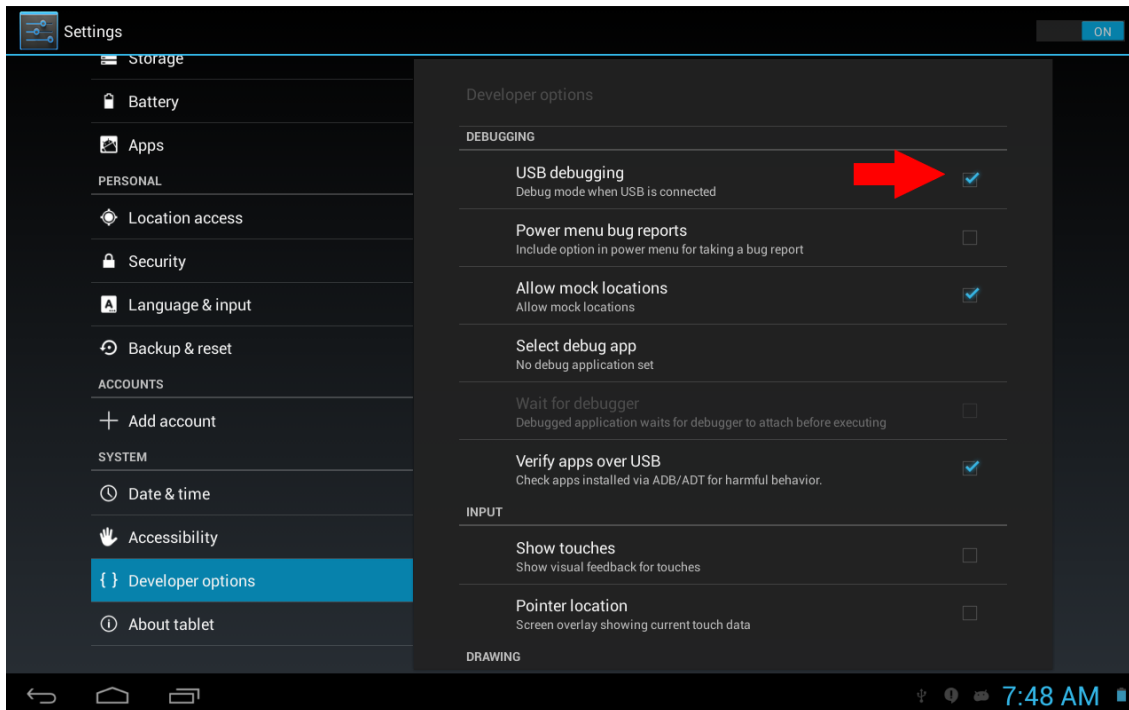 Settings
ON
Storage
Battery
Apps
PERSONAL
Location access
Security
Language & input
Backup & reset
ACCOUNTS
Add account
SYSTEM
Date & time
Accessibility
{ } Developer options
About tablet
Developer options
DEBUGGING
USB debugging
Debug mode when USB is connected
Power menu bug reports
Include option in power menu for taking a bug report
Allow mock locations
Allow mock locations
Select debug app
No debug application set
Wait for debugger
Debugged application waits for debugger to attach before executing
Verify apps over USB
Check apps installed via ADB/ADT for harmful behavior.
INPUT
Show touches
Show visual feedback for touches
Pointer location
Screen overlay showing current touch data
DRAWING
7:48 AM